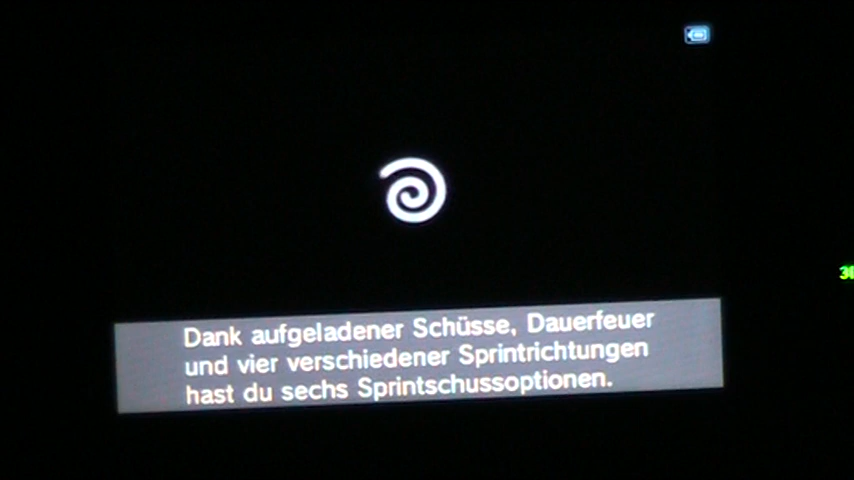 Dank aufgeladener Schüsse, Dauerfeuer
und vier verschiedener Sprintrichtungen
hast du sechs Sprintschussoptionen.